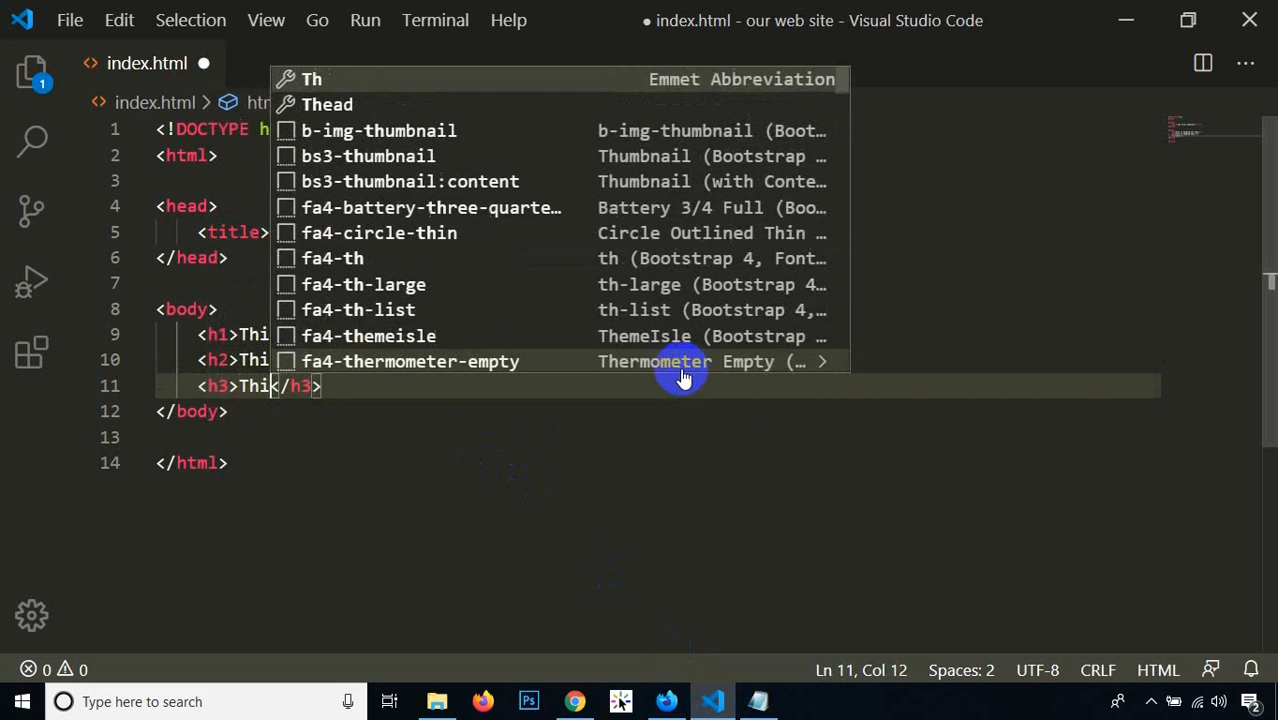 File Edit Selection View Go Run Terminal Help ● index.html - our web site - Visual Studio Code
<> index.html ●
1
<> index.html > htm
Th Emmet Abbreviation
Thead
b-img-thumbnail b-img-thumbnail (Boot…
bs3-thumbnail Thumbnail (Bootstrap …
bs3-thumbnail:content Thumbnail (with Conte…
fa4-battery-three-quarte… Battery 3/4 Full (Boo…
fa4-circle-thin Circle Outlined Thin …
fa4-th th (Bootstrap 4, Font…
fa4-th-large th-large (Bootstrap 4…
fa4-th-list th-list (Bootstrap 4,…
fa4-themeisle ThemeIsle (Bootstrap …
fa4-thermometer-empty Thermometer Empty (… >
1 <!DOCTYPE h
2 <html>
3
4 <head>
5 <title>
6 </head>
7
8 <body>
9 <h1>Thi
10 <h2>Thi
11 <h3>Thi</h3>
12 </body>
13
14 </html>
0 0 Ln 11, Col 12 Spaces: 2 UTF-8 CRLF HTML
Type here to search Ps 2